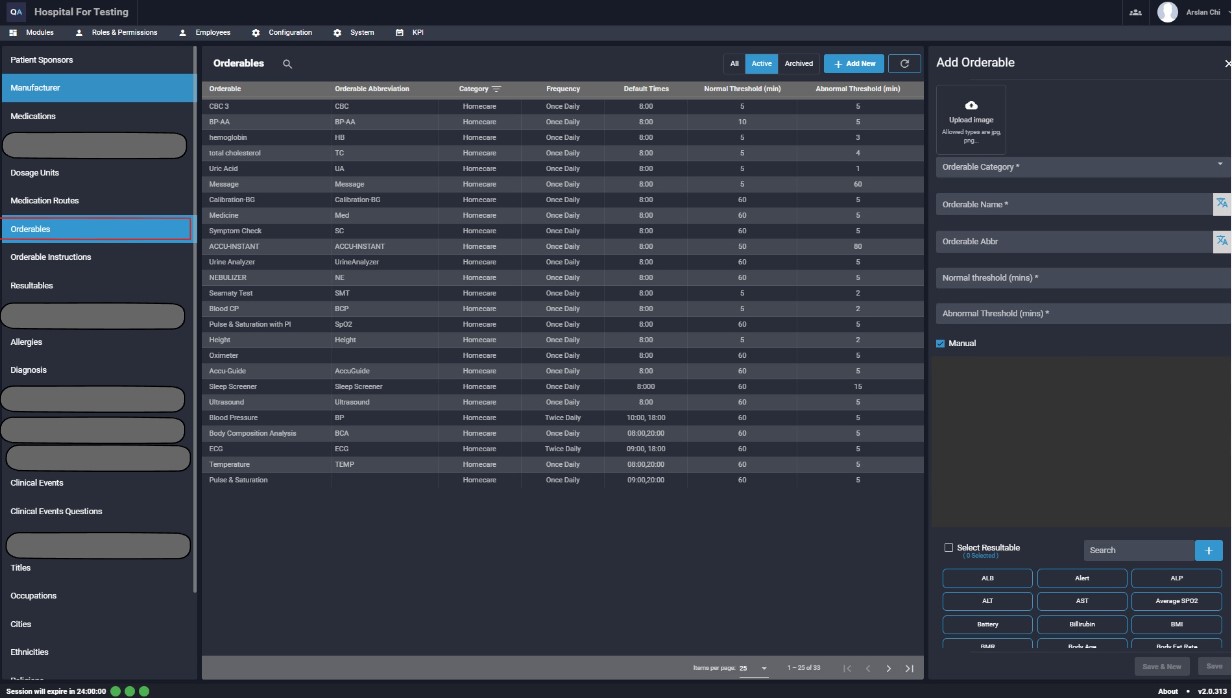 QA Hospital For Testing Arslan Chi
Modules Roles & Permissions Employees Configuration System KPI
Patient Sponsors
Manufacturer
Medications
Dosage Units
Medication Routes
Orderables
Orderable Instructions
Resultables
Allergies
Diagnosis
Clinical Events
Clinical Events Questions
Titles
Occupations
Cities
Ethnicities
Religions
Orderables All Active Archived + Add New
Orderable Orderable Abbreviation Category Frequency Default Times Normal Threshold (min) Abnormal Threshold (min)
CBC 3 CBC Homecare Once Daily 8:00 5 5
BP-AA BP-AA Homecare Once Daily 8:00 10 5
hemoglobin HB Homecare Once Daily 8:00 5 3
total cholesterol TC Homecare Once Daily 8:00 5 4
Uric Acid UA Homecare Once Daily 8:00 5 1
Message Message Homecare Once Daily 8:00 5 60
Calibration-BG Calibration-BG Homecare Once Daily 8:00 60 5
Medicine Med Homecare Once Daily 8:00 60 5
Symptom Check SC Homecare Once Daily 8:00 60 5
ACCU-INSTANT ACCU-INSTANT Homecare Once Daily 8:00 50 80
Urine Analyzer UrineAnalyzer Homecare Once Daily 8:00 60 5
NEBULIZER NE Homecare Once Daily 8:00 60 5
Seamaty Test SMT Homecare Once Daily 8:00 5 2
Blood CP BCP Homecare Once Daily 8:00 5 2
Pulse & Saturation with PI SpO2 Homecare Once Daily 8:00 60 5
Height Height Homecare Once Daily 8:00 5 2
Oximeter Homecare Once Daily 8:00 60 5
Accu-Guide AccuGuide Homecare Once Daily 8:00 60 5
Sleep Screener Sleep Screener Homecare Once Daily 8:000 60 15
Ultrasound Ultrasound Homecare Once Daily 8:00 60 5
Blood Pressure BP Homecare Twice Daily 10:00, 18:00 60 5
Body Composition Analysis BCA Homecare Once Daily 08:00,20:00 60 5
ECG ECG Homecare Twice Daily 09:00, 18:00 60 5
Temperature TEMP Homecare Once Daily 08:00,20:00 60 5
Pulse & Saturation Homecare Once Daily 09:00,20:00 60 5
Items per page: 25 1 – 25 of 33
Add Orderable
Upload image
Allowed types are jpg,
png...
Orderable Category *
Orderable Name *
Orderable Abbr
Normal threshold (mins) *
Abnormal Threshold (mins) *
Manual
Select Resultable
( 5 Selected )
Search +
ALB Alert ALP
ALT AST Average SPO2
Battery Billirubin BMI
BMR Body Age Body Fat Rate
Save & New Save
Session will expire in 24:00:00 About • v2.0.313